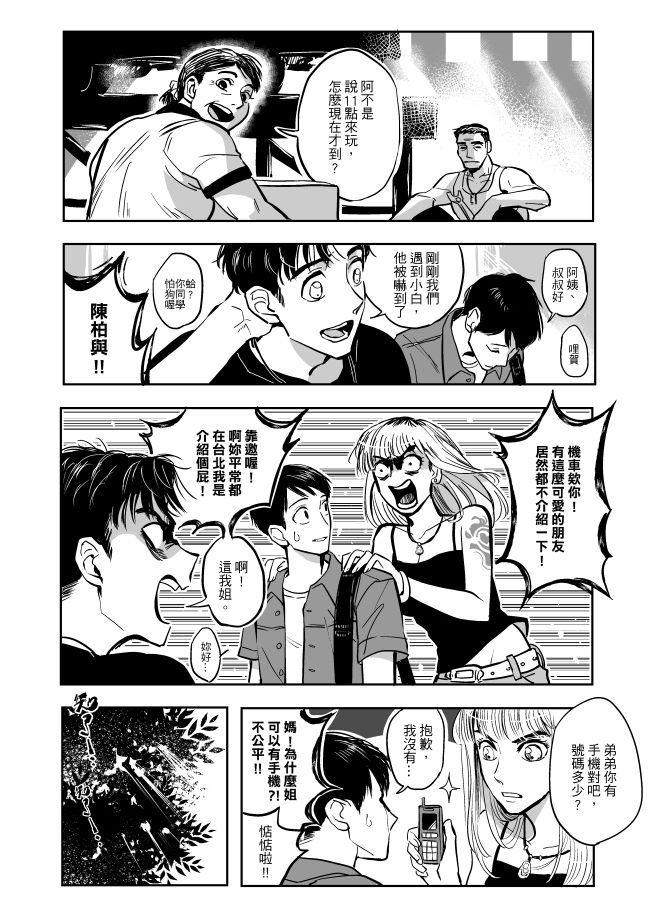 阿不是
說11點來玩，
怎麼現在才到？
阿姨、
叔叔好
哩賀
剛剛我們
遇到小白，
他被嚇到了
蛤？
你同學
怕狗喔
陳柏與!!
機車欸你！
有這麼可愛的朋友
居然都不介紹一下！
靠邀喔！
啊妳平常都
在台北我是
介紹個屁！
啊！
這我姐。
妳好…
弟弟你有
手機對吧，
號碼多少？
抱歉，
我沒有…
媽！為什麼姐
可以有手機?!
不公平!!
惦惦啦!!
知了——…